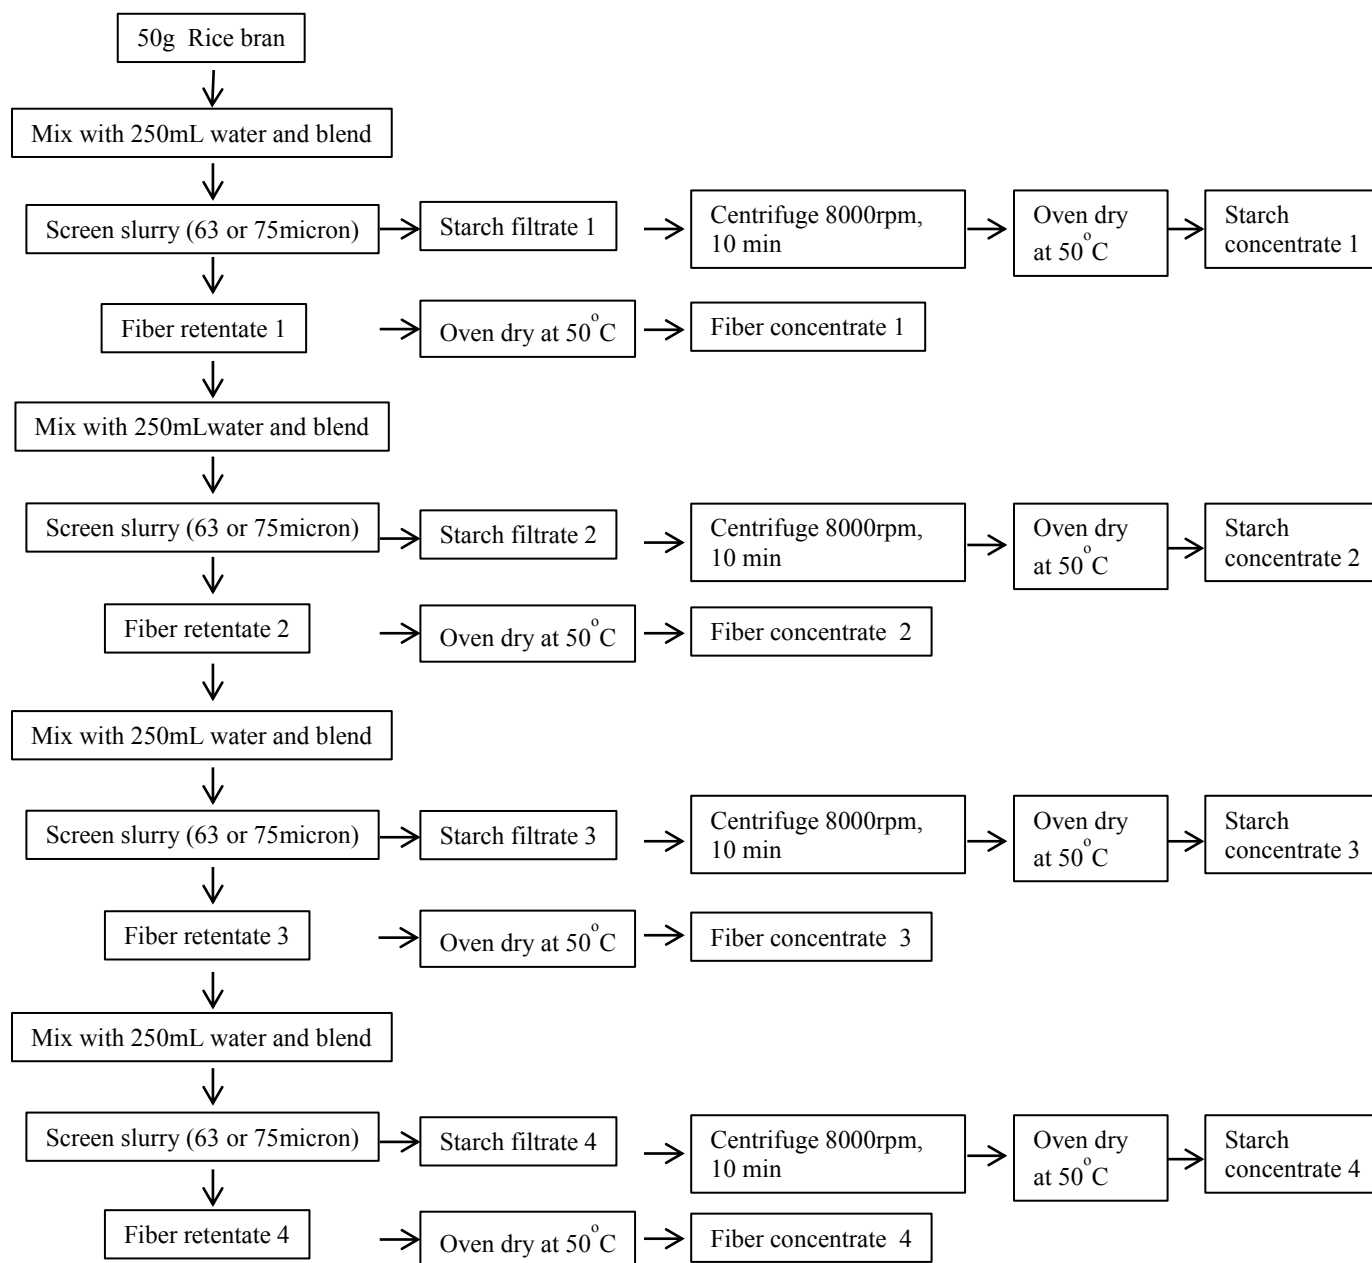 50g  Rice bran
Mix with 250mL water and blend
Screen slurry (63 or 75micron)
Starch filtrate 1
Centrifuge 8000rpm,
10 min
Oven dry
at 50°C
Starch
concentrate 1
Fiber retentate 1
Oven dry at 50°C
Fiber concentrate 1
Mix with 250mLwater and blend
Screen slurry (63 or 75micron)
Starch filtrate 2
Centrifuge 8000rpm,
10 min
Oven dry
at 50°C
Starch
concentrate 2
Fiber retentate 2
Oven dry at 50°C
Fiber concentrate  2
Mix with 250mL water and blend
Screen slurry (63 or 75micron)
Starch filtrate 3
Centrifuge 8000rpm,
10 min
Oven dry
at 50°C
Starch
concentrate 3
Fiber retentate 3
Oven dry at 50°C
Fiber concentrate  3
Mix with 250mL water and blend
Screen slurry (63 or 75micron)
Starch filtrate 4
Centrifuge 8000rpm,
10 min
Oven dry
at 50°C
Starch
concentrate 4
Fiber retentate 4
Oven dry at 50°C
Fiber concentrate  4